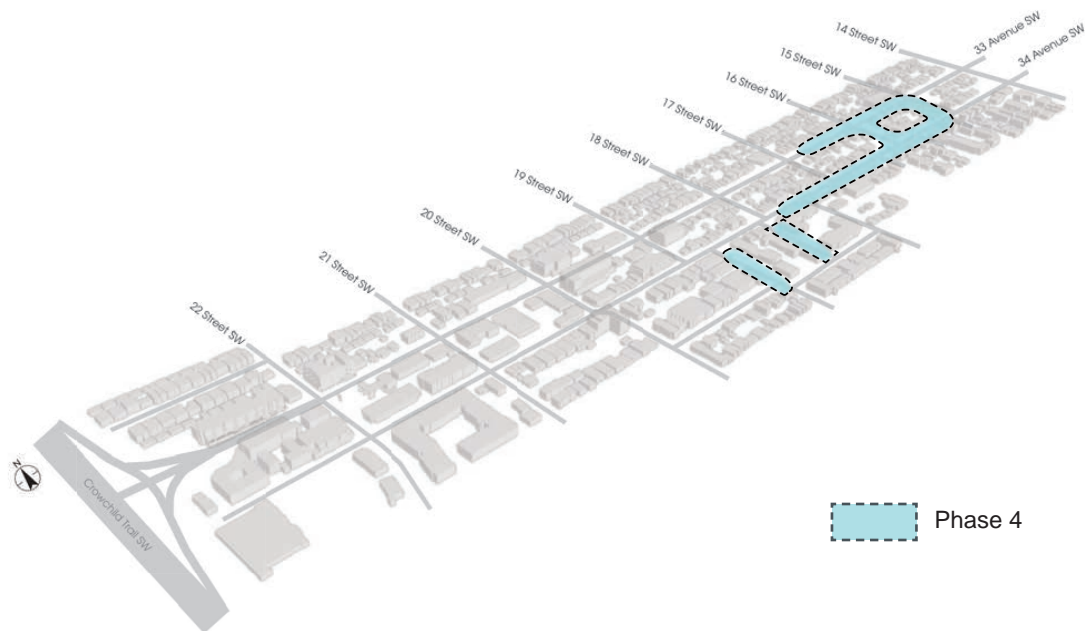 14 Street SW
33 Avenue SW
34 Avenue SW
15 Street SW
16 Street SW
17 Street SW
18 Street SW
19 Street SW
20 Street SW
21 Street SW
22 Street SW
N
Crowchild Trail SW
Phase 4